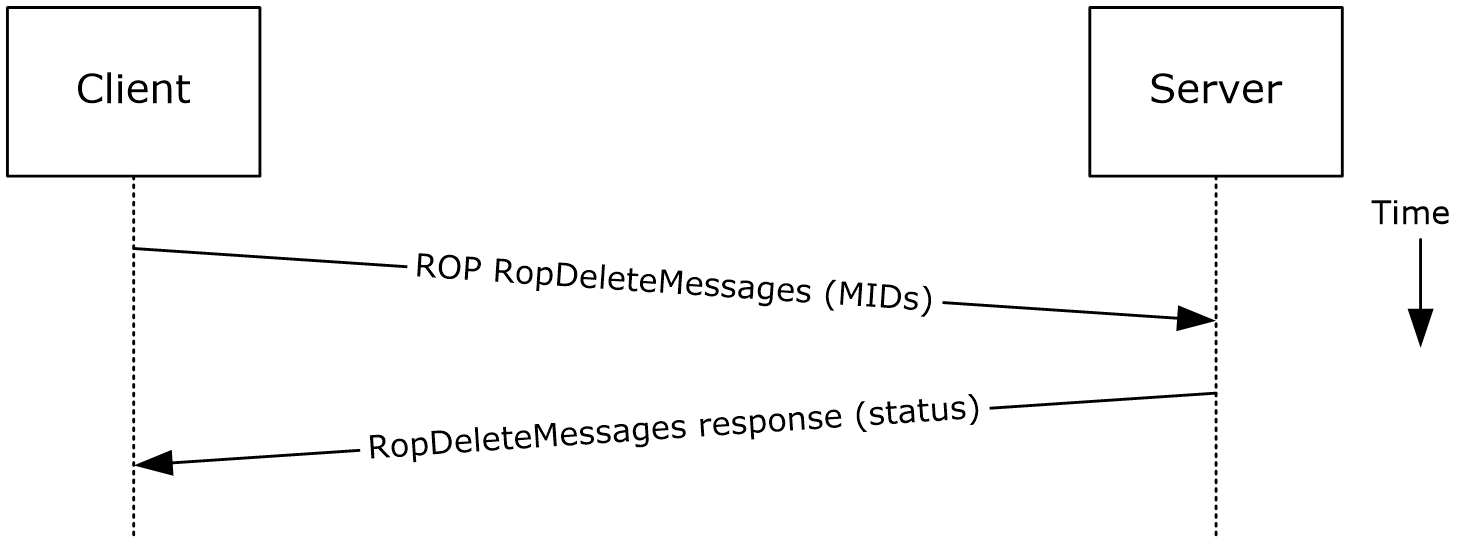 Client
Server
Time
ROP RopDeleteMessages (MIDs)
RopDeleteMessages response (status)